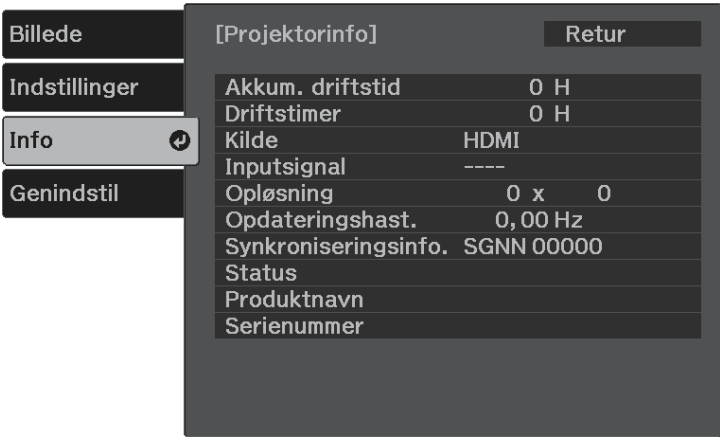 Billede
Indstillinger
Info
Genindstil
[Projektorinfo] Retur
Akkum. driftstid 0 H
Driftstimer 0 H
Kilde HDMI
Inputsignal ----
Opløsning 0 x 0
Opdateringshast. 0,00 Hz
Synkroniseringsinfo. SGNN 00000
Status
Produktnavn
Serienummer